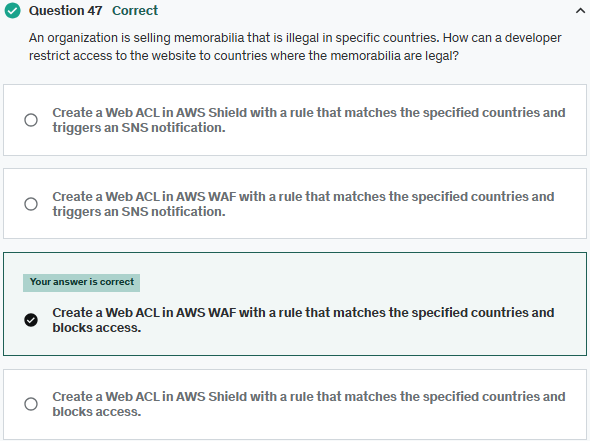 Question 47 Correct
An organization is selling memorabilia that is illegal in specific countries. How can a developer
restrict access to the website to countries where the memorabilia are legal?
Create a Web ACL in AWS Shield with a rule that matches the specified countries and
triggers an SNS notification.
Create a Web ACL in AWS WAF with a rule that matches the specified countries and
triggers an SNS notification.
Your answer is correct
Create a Web ACL in AWS WAF with a rule that matches the specified countries and
blocks access.
Create a Web ACL in AWS Shield with a rule that matches the specified countries and
blocks access.